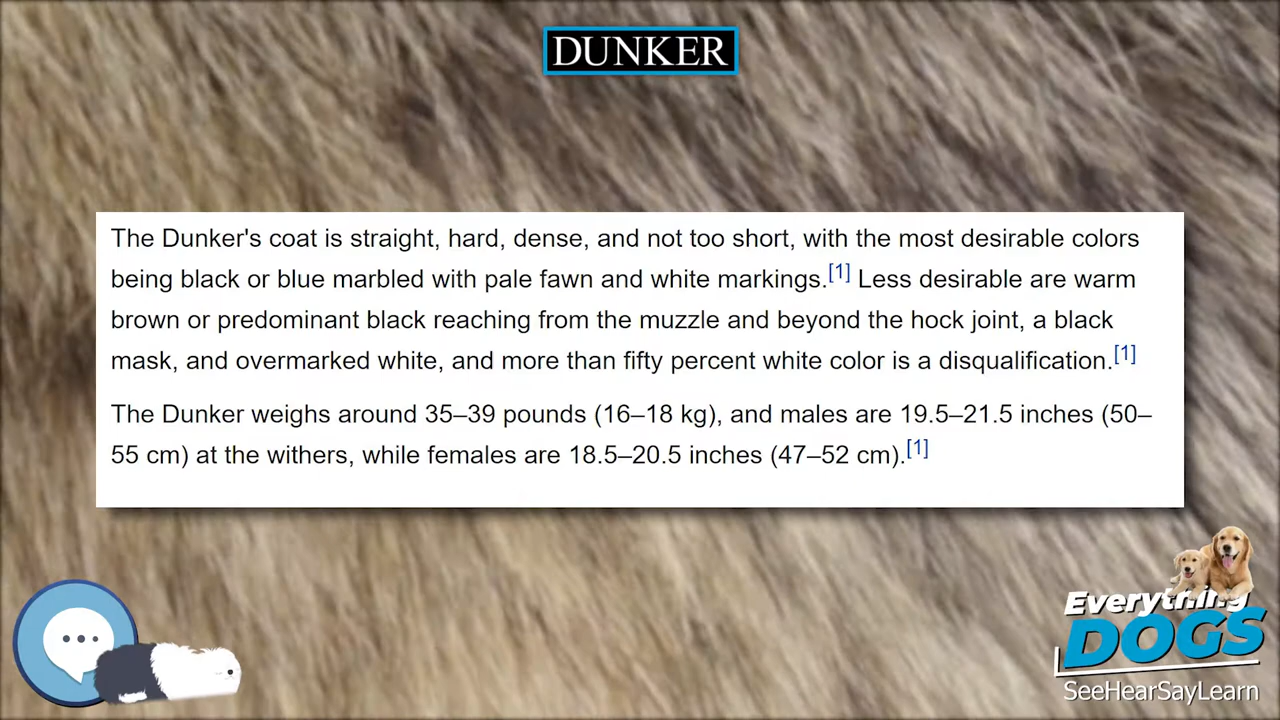 DUNKER
The Dunker's coat is straight, hard, dense, and not too short, with the most desirable colors
being black or blue marbled with pale fawn and white markings.[1] Less desirable are warm
brown or predominant black reaching from the muzzle and beyond the hock joint, a black
mask, and overmarked white, and more than fifty percent white color is a disqualification.[1]
The Dunker weighs around 35–39 pounds (16–18 kg), and males are 19.5–21.5 inches (50–
55 cm) at the withers, while females are 18.5–20.5 inches (47–52 cm).[1]
Everything
DOGS
SeeHearSayLearn